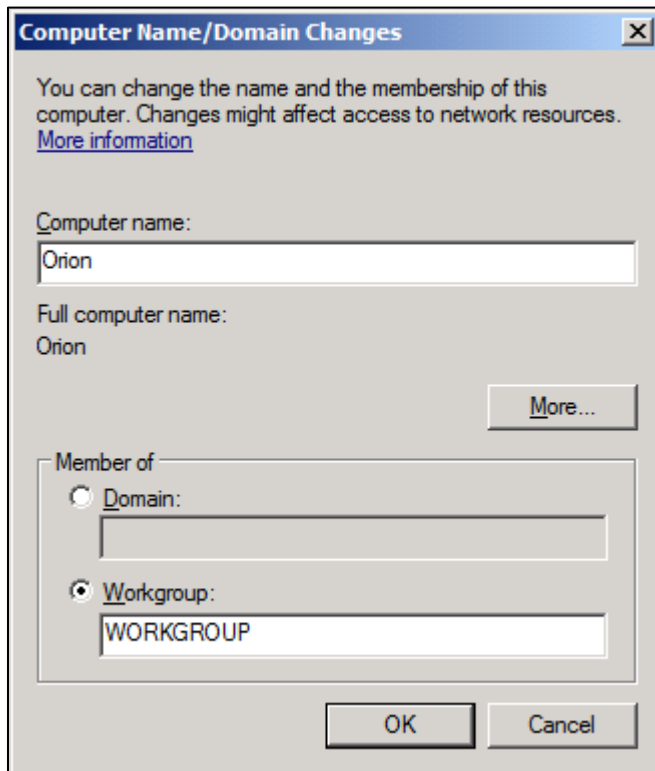 Computer Name/Domain Changes
You can change the name and the membership of this
computer. Changes might affect access to network resources.
More information
Computer name:
Orion
Full computer name:
Orion
More...
Member of
Domain:
Workgroup:
WORKGROUP
OK
Cancel